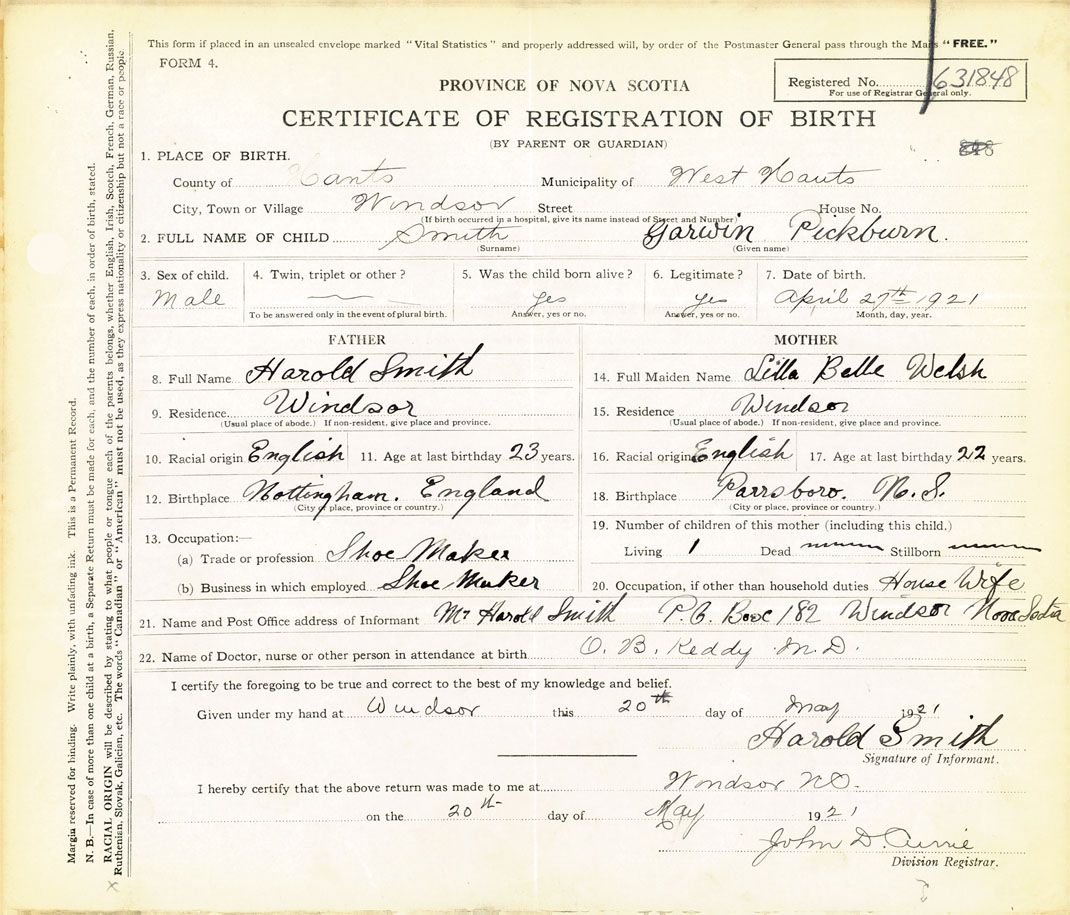 This form if placed in an unsealed envelope marked "Vital Statistics" and properly addressed will, by order of the Postmaster General pass through the Mails "FREE."
FORM 4.
Registered No. 631848
For use of Registrar General only.
PROVINCE OF NOVA SCOTIA
CERTIFICATE OF REGISTRATION OF BIRTH
(BY PARENT OR GUARDIAN)
1. PLACE OF BIRTH.
County of Hants Municipality of West Hants
City, Town or Village Windsor Street House No.
(If birth occurred in a hospital, give its name instead of Street and Number)
2. FULL NAME OF CHILD Smith Garwin Pickburn.
(Surname) (Given name)
3. Sex of child. 4. Twin, triplet or other? 5. Was the child born alive? 6. Legitimate? 7. Date of birth.
Male yes yes April 27th 1921
To be answered only in the event of plural birth. Answer, yes or no. Answer, yes or no. Month, day, year.
FATHER
8. Full Name Harold Smith
9. Residence Windsor
(Usual place of abode.) If non-resident, give place and province.
10. Racial origin English 11. Age at last birthday 23 years.
12. Birthplace Nottingham. England
(City or place, province or country.)
13. Occupation:—
(a) Trade or profession Shoe Maker
(b) Business in which employed Shoe Maker
MOTHER
14. Full Maiden Name Lilla Belle Welsh
15. Residence Windsor
(Usual place of abode.) If non-resident, give place and province.
16. Racial origin English 17. Age at last birthday 22 years.
18. Birthplace Parrsboro. N.S.
(City or place, province or country.)
19. Number of children of this mother (including this child.)
Living 1 Dead Stillborn
20. Occupation, if other than household duties House Wife
21. Name and Post Office address of Informant Mr Harold Smith P.O. Box 182 Windsor Nova Scotia
22. Name of Doctor, nurse or other person in attendance at birth O. B. Keddy M.D.
I certify the foregoing to be true and correct to the best of my knowledge and belief.
Given under my hand at Windsor this 20th day of May 1921
Harold Smith
Signature of Informant.
I hereby certify that the above return was made to me at Windsor NS.
on the 20th day of May 1921
John D. Currie
Division Registrar.
Margin reserved for binding. Write plainly, with unfading ink. This is a Permanent Record.
N. B.—In case of more than one child at a birth, a Separate Return must be made for each, and the number of each, in order of birth, stated.
RACIAL ORIGIN will be described by stating to what people or tongue each of the parents belongs, whether English, Irish, Scotch, French, German, Russian,
Ruthenian, Slovak, Galician, etc. The words "Canadian" or "American" must not be used, as they express nationality or citizenship but not a race or people.